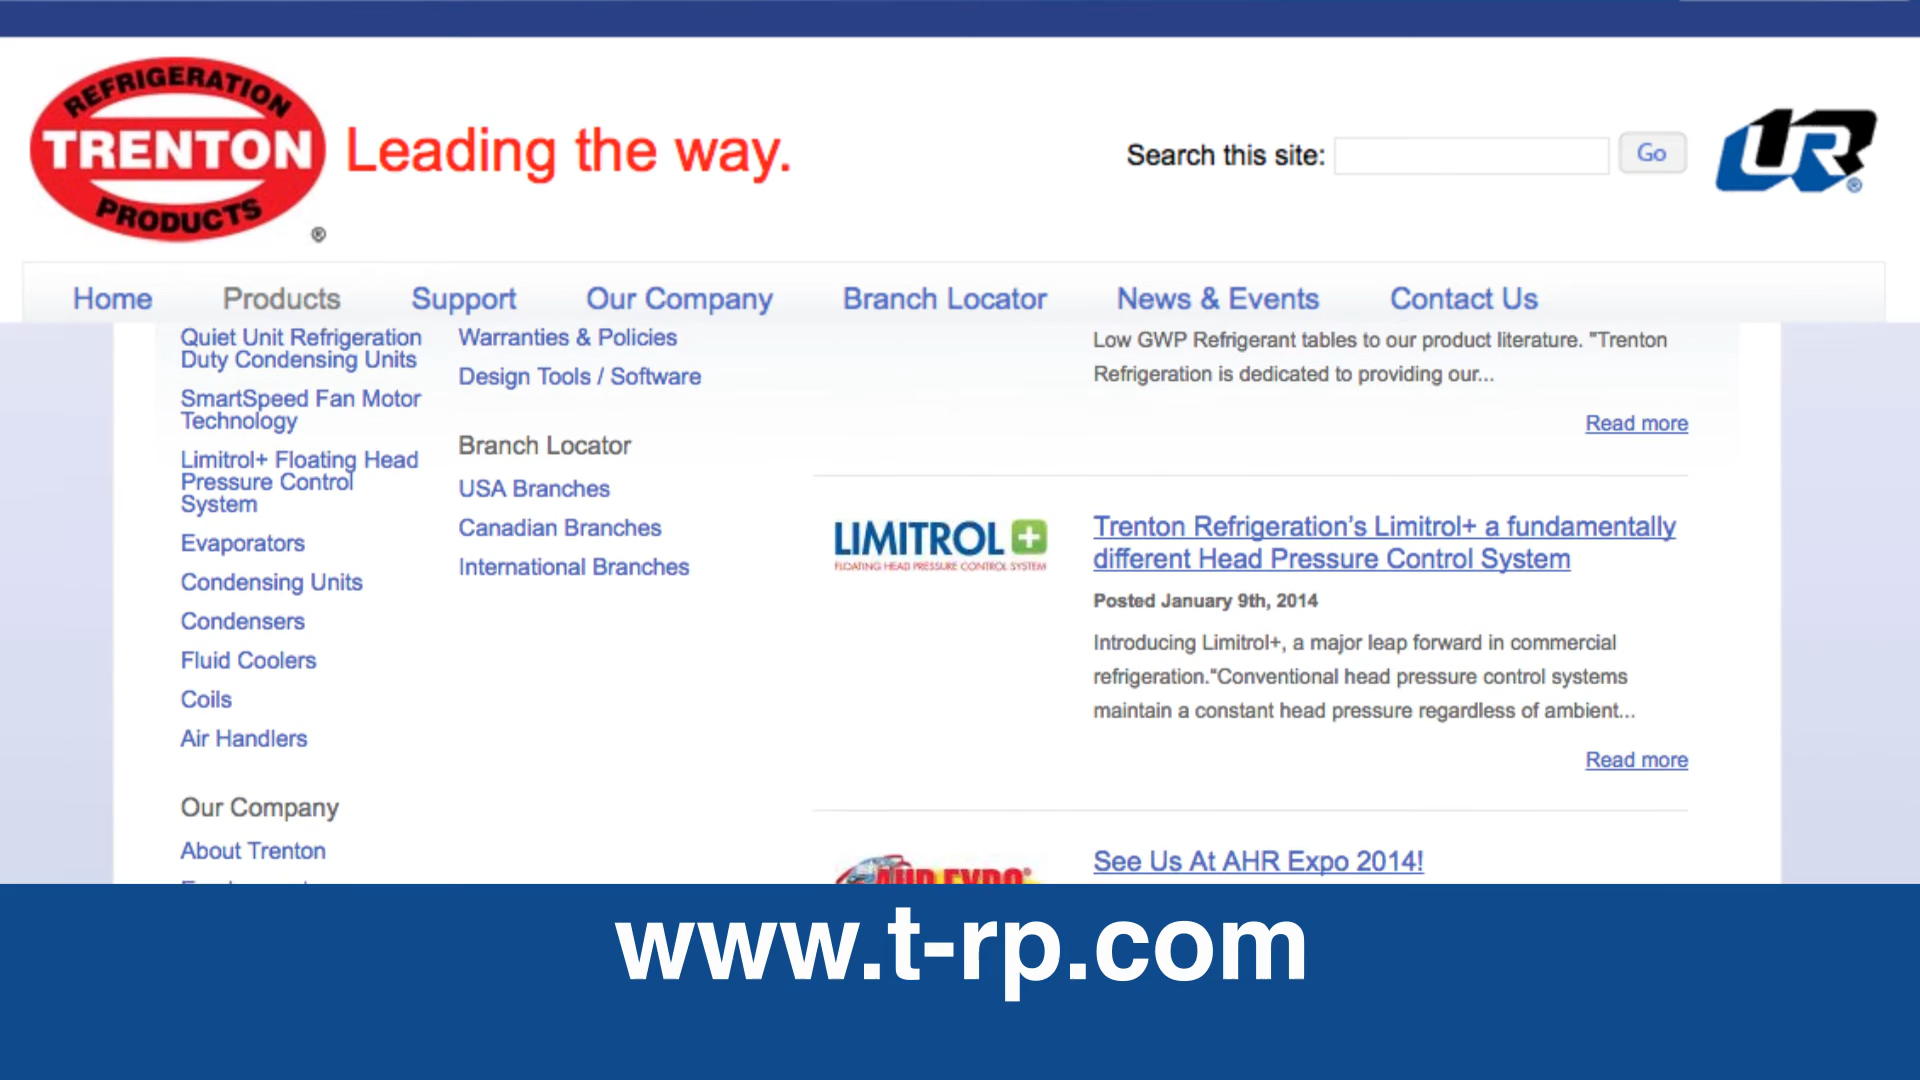 REFRIGERATION
TRENTON
PRODUCTS
®
Leading the way.
Search this site:
Go
UR
®
Home
Products
Support
Our Company
Branch Locator
News & Events
Contact Us
Quiet Unit Refrigeration
Duty Condensing Units
SmartSpeed Fan Motor
Technology
Limitrol+ Floating Head
Pressure Control
System
Evaporators
Condensing Units
Condensers
Fluid Coolers
Coils
Air Handlers
Our Company
About Trenton
Warranties & Policies
Design Tools / Software
Branch Locator
USA Branches
Canadian Branches
International Branches
Low GWP Refrigerant tables to our product literature. "Trenton
Refrigeration is dedicated to providing our...
Read more
LIMITROL+
FLOATING HEAD PRESSURE CONTROL SYSTEM
Trenton Refrigeration's Limitrol+ a fundamentally
different Head Pressure Control System
Posted January 9th, 2014
Introducing Limitrol+, a major leap forward in commercial
refrigeration."Conventional head pressure control systems
maintain a constant head pressure regardless of ambient...
Read more
AHR EXPO®
See Us At AHR Expo 2014!
www.t-rp.com